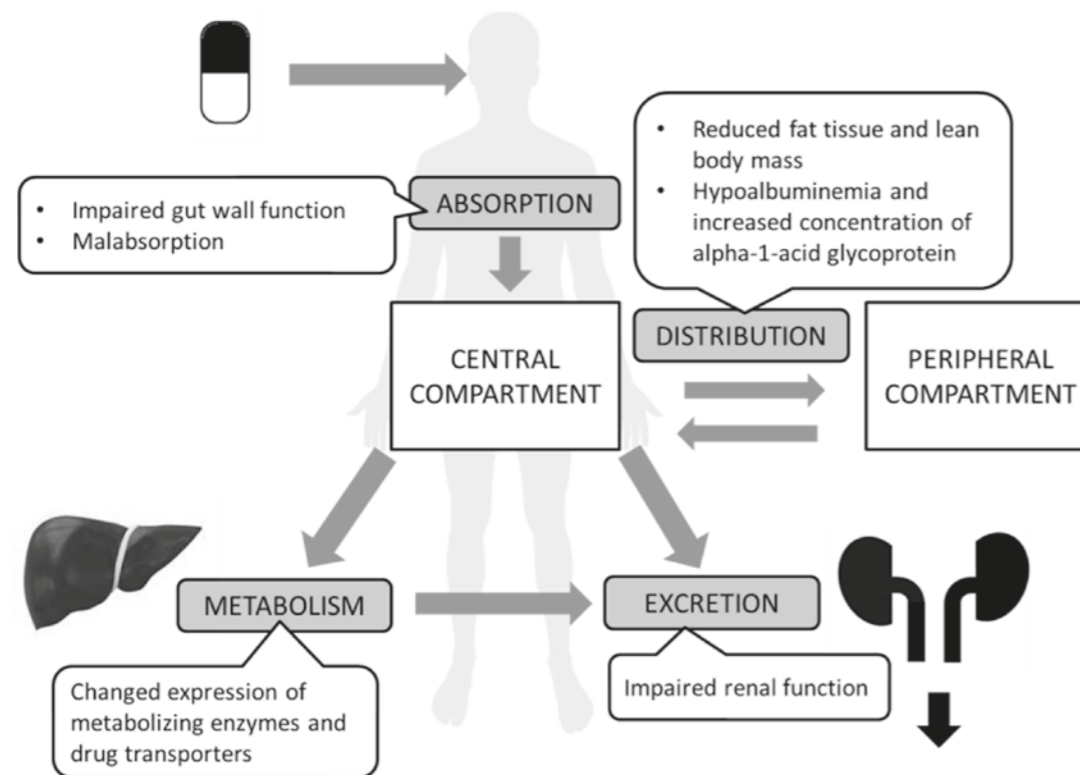 • Reduced fat tissue and lean
body mass
• Hypoalbuminemia and
increased concentration of
alpha-1-acid glycoprotein
• Impaired gut wall function
• Malabsorption
ABSORPTION
DISTRIBUTION
CENTRAL
COMPARTMENT
PERIPHERAL
COMPARTMENT
METABOLISM
EXCRETION
Changed expression of
metabolizing enzymes and
drug transporters
Impaired renal function